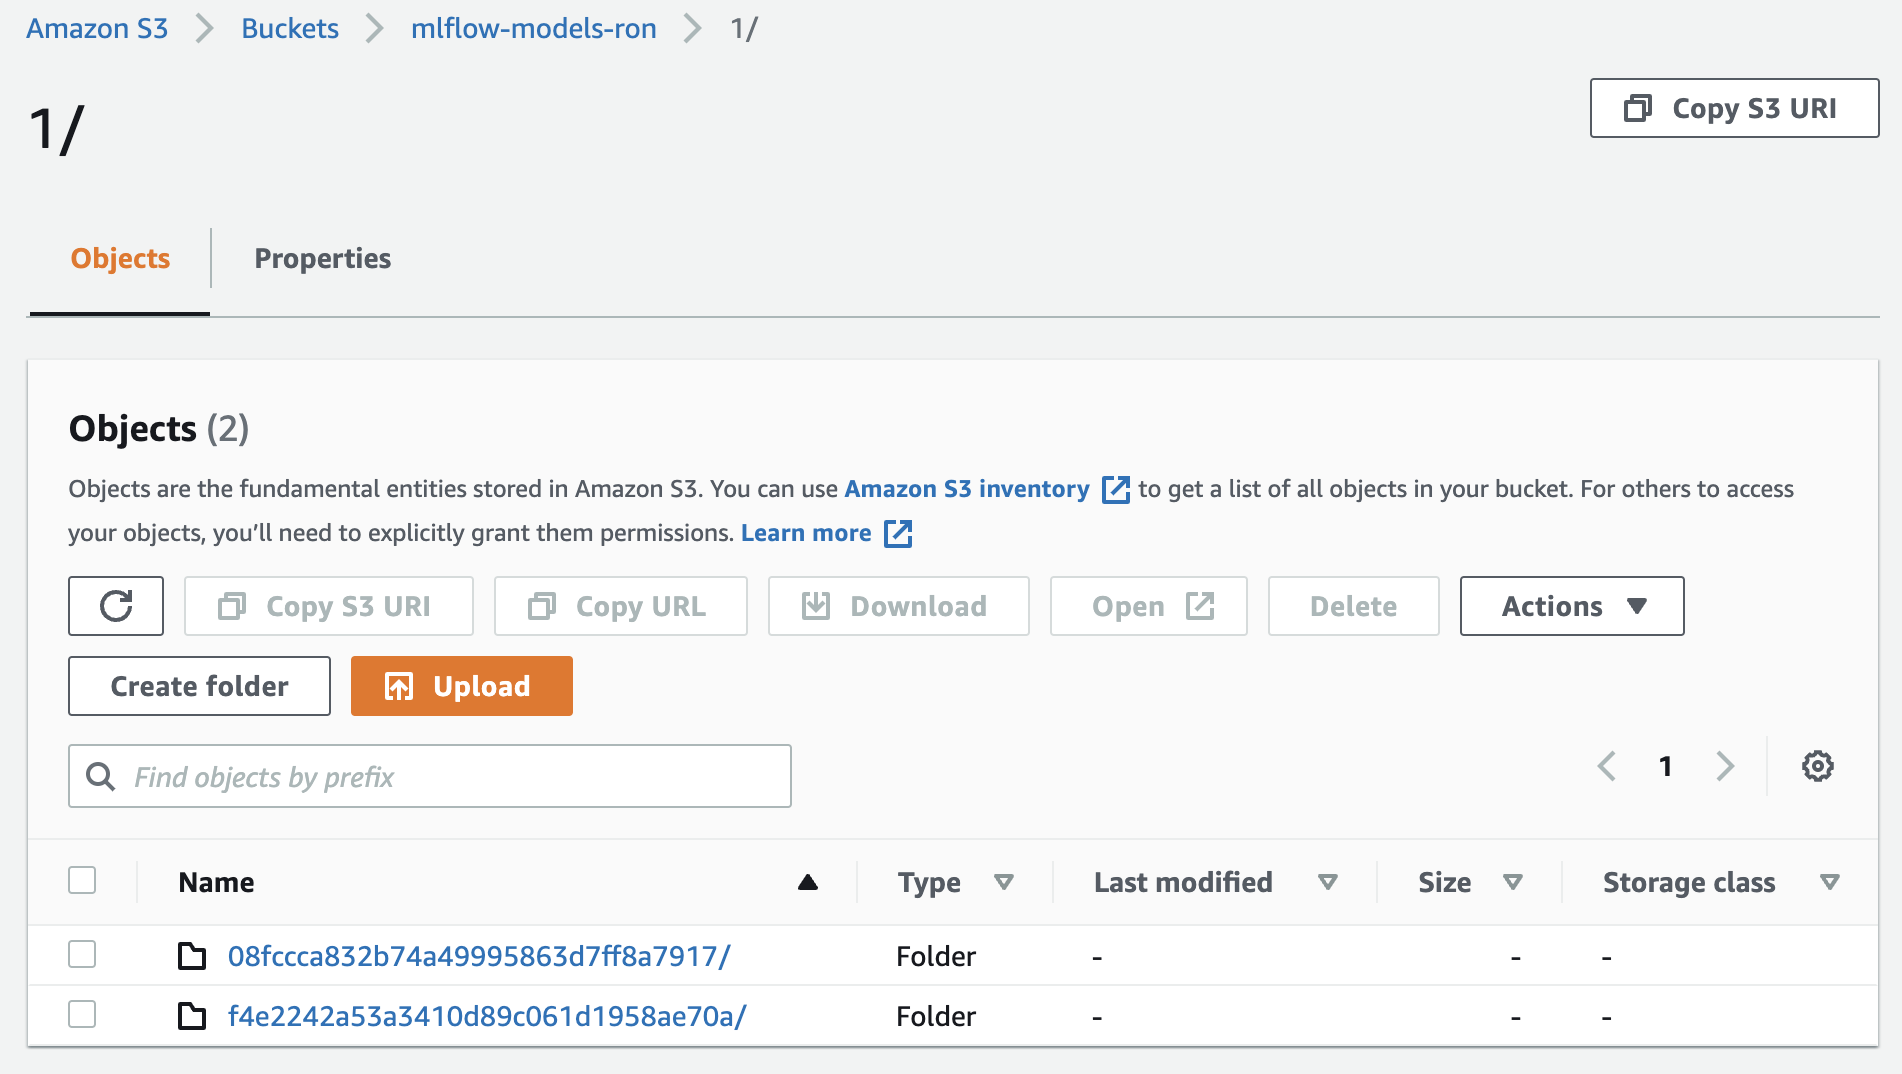 Amazon S3 > Buckets > mlflow-models-ron > 1/
1/
Copy S3 URI
Objects Properties
Objects (2)
Objects are the fundamental entities stored in Amazon S3. You can use Amazon S3 inventory to get a list of all objects in your bucket. For others to access
your objects, you’ll need to explicitly grant them permissions. Learn more
Copy S3 URI Copy URL Download Open Delete Actions
Create folder Upload
Find objects by prefix
1
Name Type Last modified Size Storage class
08fccca832b74a49995863d7ff8a7917/ Folder - - -
f4e2242a53a3410d89c061d1958ae70a/ Folder - - -